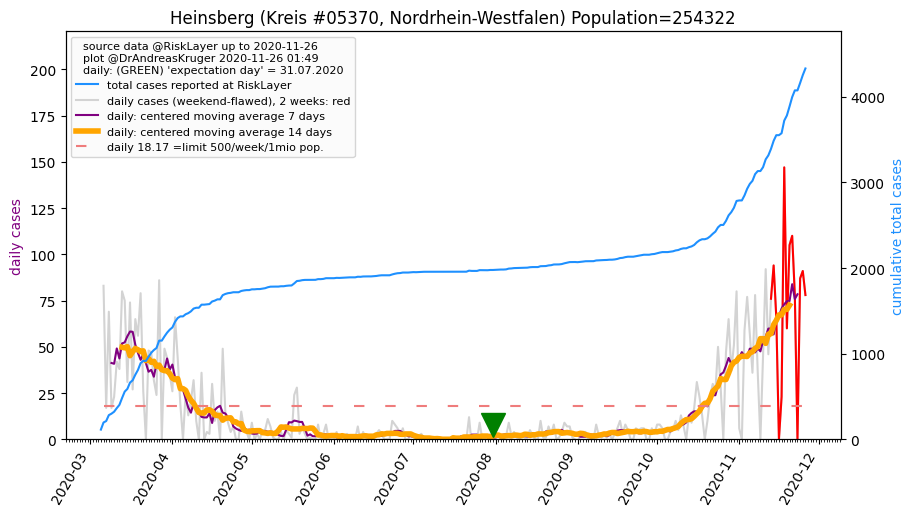 Heinsberg (Kreis #05370, Nordrhein-Westfalen) Population=254322
source data @RiskLayer up to 2020-11-26
plot @DrAndreasKruger 2020-11-26 01:49
daily: (GREEN) 'expectation day' = 31.07.2020
total cases reported at RiskLayer
daily cases (weekend-flawed), 2 weeks: red
daily: centered moving average 7 days
daily: centered moving average 14 days
daily 18.17 =limit 500/week/1mio pop.
daily cases
200
175
150
125
100
75
50
25
0
cumulative total cases
4000
3000
2000
1000
0
2020-03
2020-04
2020-05
2020-06
2020-07
2020-08
2020-09
2020-10
2020-11
2020-12